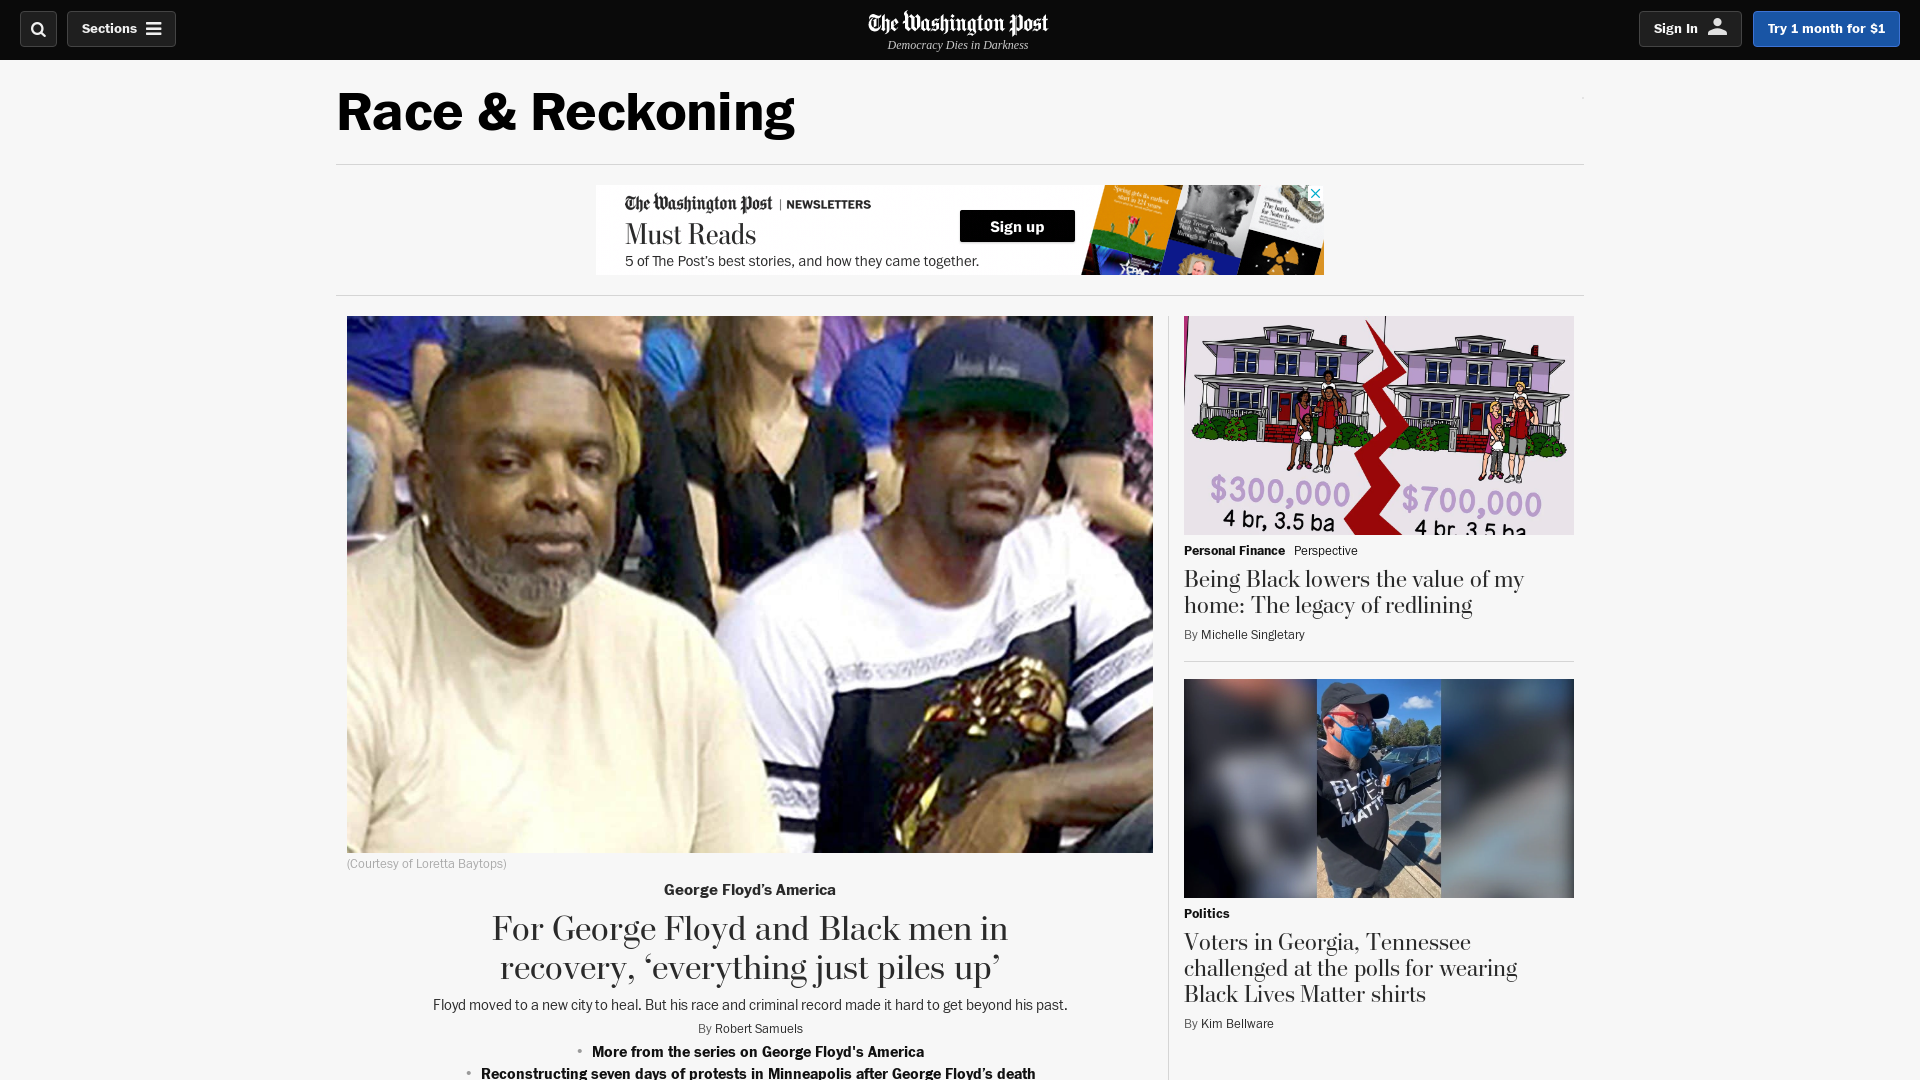 Sections
The Washington Post
Democracy Dies in Darkness
Sign In
Try 1 month for $1
Race & Reckoning
The Washington Post | NEWSLETTERS
Must Reads
5 of The Post’s best stories, and how they came together.
Sign up
(Courtesy of Loretta Baytops)
George Floyd’s America
For George Floyd and Black men in
recovery, ‘everything just piles up’
Floyd moved to a new city to heal. But his race and criminal record made it hard to get beyond his past.
By Robert Samuels
• More from the series on George Floyd's America
• Reconstructing seven days of protests in Minneapolis after George Floyd’s death
$300,000
4 br, 3.5 ba
$700,000
4 br, 3.5 ba
Personal Finance Perspective
Being Black lowers the value of my
home: The legacy of redlining
By Michelle Singletary
BLACK
LIVES
MATTER
Politics
Voters in Georgia, Tennessee
challenged at the polls for wearing
Black Lives Matter shirts
By Kim Bellware